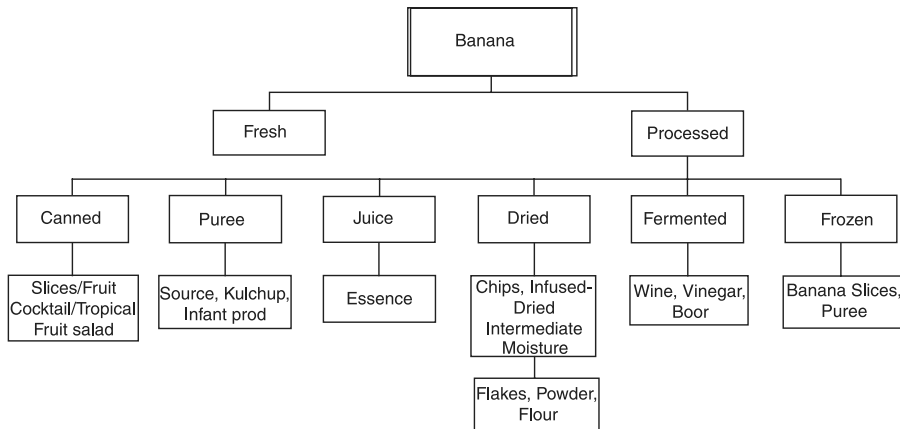 Banana
Fresh
Processed
Canned
Puree
Juice
Dried
Fermented
Frozen
Slices/Fruit
Cocktail/Tropical
Fruit salad
Source, Kulchup,
Infant prod
Essence
Chips, Infused-
Dried
Intermediate
Moisture
Wine, Vinegar,
Boor
Banana Slices,
Puree
Flakes, Powder,
Flour